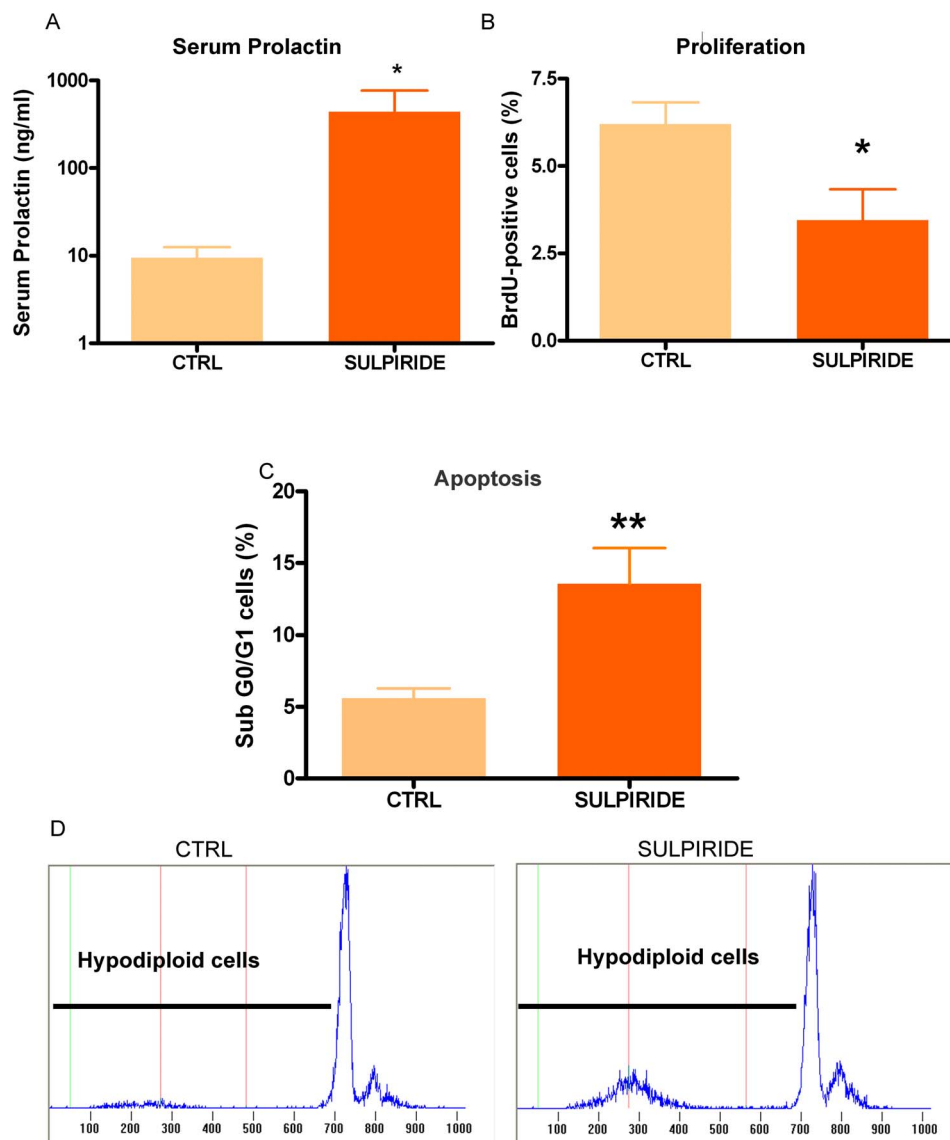 A
Serum Prolactin
Serum Prolactin (ng/ml)
1000
100
10
1
*
CTRL
SULPIRIDE
B
Proliferation
BrdU-positive cells (%)
7.5
5.0
2.5
0.0
*
CTRL
SULPIRIDE
C
Apoptosis
Sub G0/G1 cells (%)
20
15
10
5
0
**
CTRL
SULPIRIDE
D
CTRL
Hypodiploid cells
100 200 300 400 500 600 700 800 900 1000
SULPIRIDE
Hypodiploid cells
100 200 300 400 500 600 700 800 900 1000